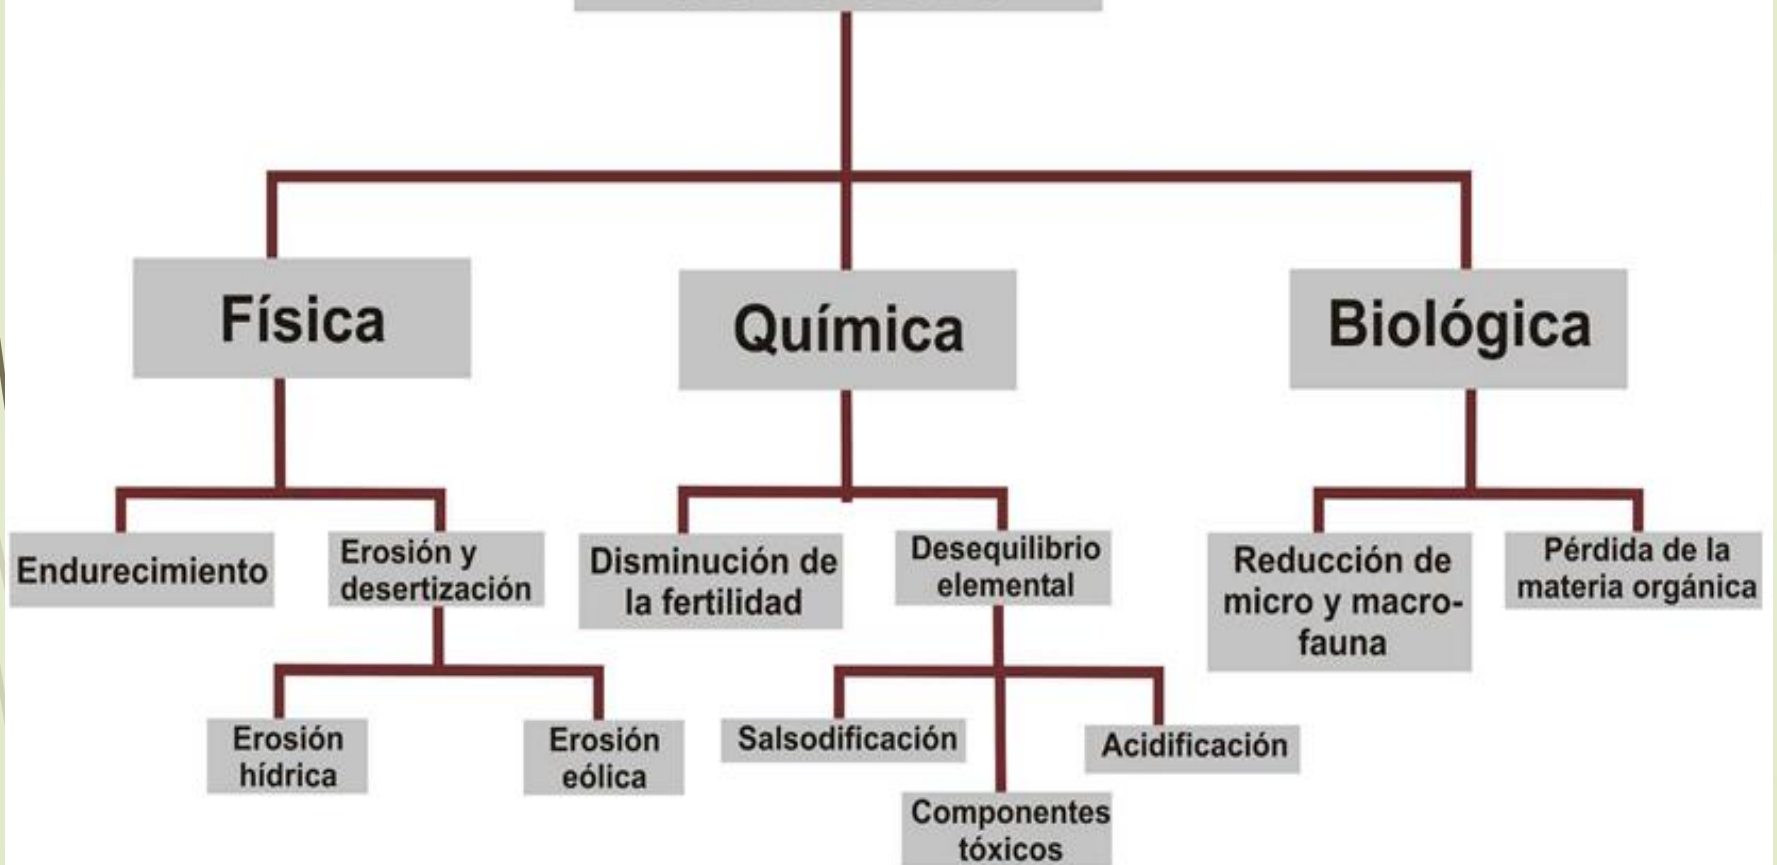 Física
Química
Biológica
Endurecimiento
Erosión y
desertización
Disminución de
la fertilidad
Desequilibrio
elemental
Reducción de
micro y macro-
fauna
Pérdida de la
materia orgánica
Erosión
hídrica
Erosión
eólica
Salsodificación
Componentes
tóxicos
Acidificación